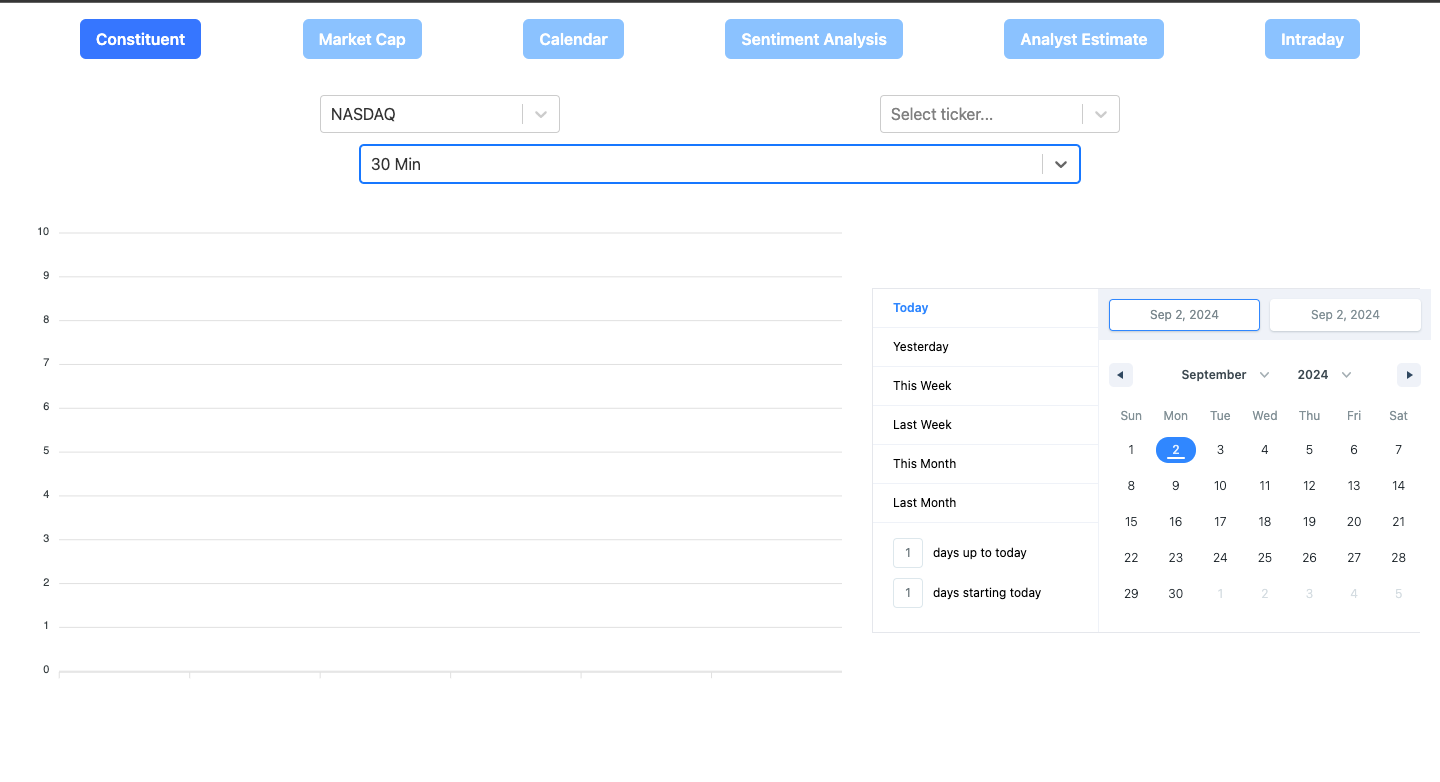 Constituent Market Cap Calendar Sentiment Analysis Analyst Estimate Intraday
NASDAQ Select ticker...
30 Min
10
9
8
7
6
5
4
3
2
1
0
Today
Yesterday
This Week
Last Week
This Month
Last Month
1 days up to today
1 days starting today
Sep 2, 2024 Sep 2, 2024
September 2024
Sun Mon Tue Wed Thu Fri Sat
1 2 3 4 5 6 7
8 9 10 11 12 13 14
15 16 17 18 19 20 21
22 23 24 25 26 27 28
29 30 1 2 3 4 5